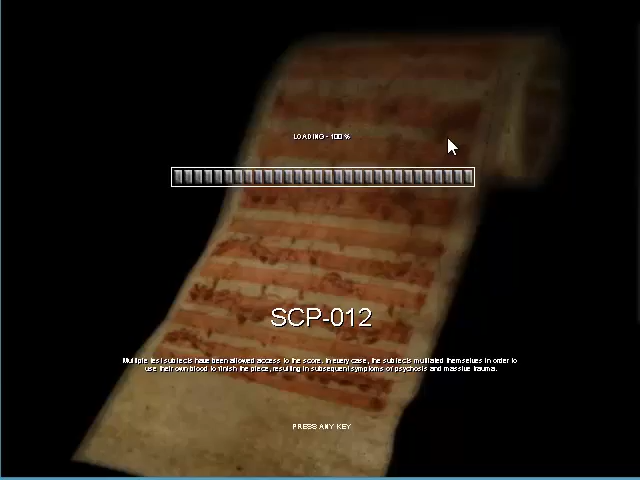 LOADING - 100 %
SCP-012
Multiple test subjects have been allowed access to the score. In every case, the subjects mutilated themselves in order to
use their own blood to finish the piece, resulting in subsequent symptoms of psychosis and massive trauma.
PRESS ANY KEY